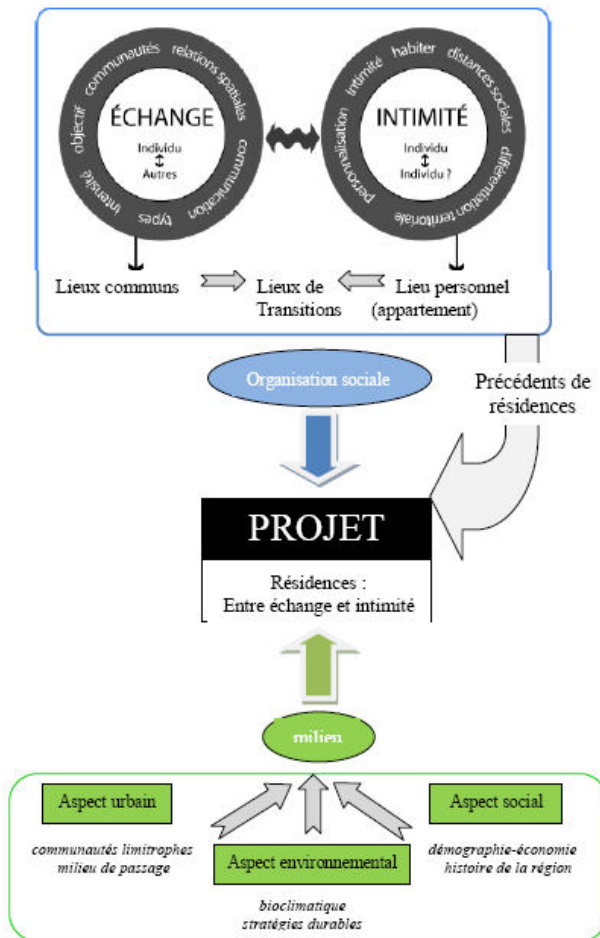 communautés
relations spatiales
communication
types
intensité
objectif
ÉCHANGE
Individu
Autres
intimité
habiter
distances sociales
différentiation territoriale
personnalisation
INTIMITÉ
Individu
Individu ?
Lieux communs
Lieux de
Transitions
Lieu personnel
(appartement)
Organisation sociale
Précédents de
résidences
PROJET
Résidences :
Entre échange et intimité
milieu
Aspect urbain
communautés limitrophes
milieu de passage
Aspect environnemental
bioclimatique
stratégies durables
Aspect social
démographie-économie
histoire de la région